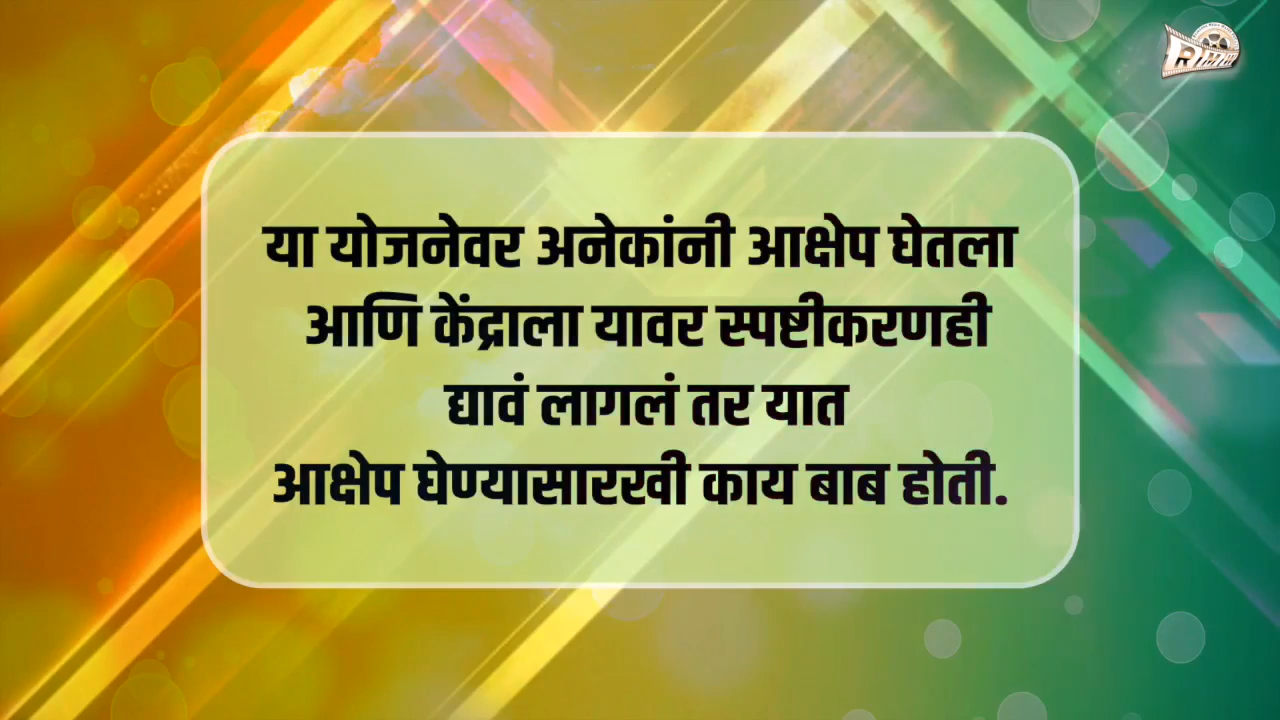 या योजनेवर अनेकांनी आक्षेप घेतला
आणि केंद्राला यावर स्पष्टीकरणही
द्यावं लागलं तर यात
आक्षेप घेण्यासारखी काय बाब होती.